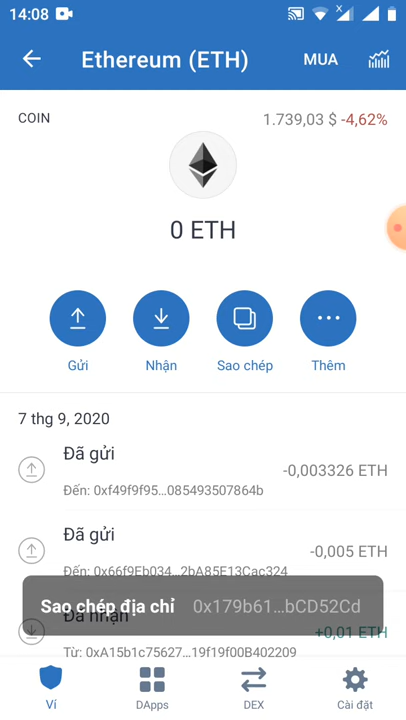 14:08
Ethereum (ETH)
MUA
COIN
1.739,03 $ -4,62%
0 ETH
Gửi
Nhận
Sao chép
Thêm
7 thg 9, 2020
Đã gửi
-0,003326 ETH
Đến: 0xf49f9f95...085493507864b
Đã gửi
-0,005 ETH
Đến: 0x66f9Eb034...2bA85E13Cac324
Sao chép địa chỉ 0x179b61...bCD52Cd
Đã nhận
+0,01 ETH
Từ: 0xA15b1c75627...19f19f00B402209
Ví
DApps
DEX
Cài đặt